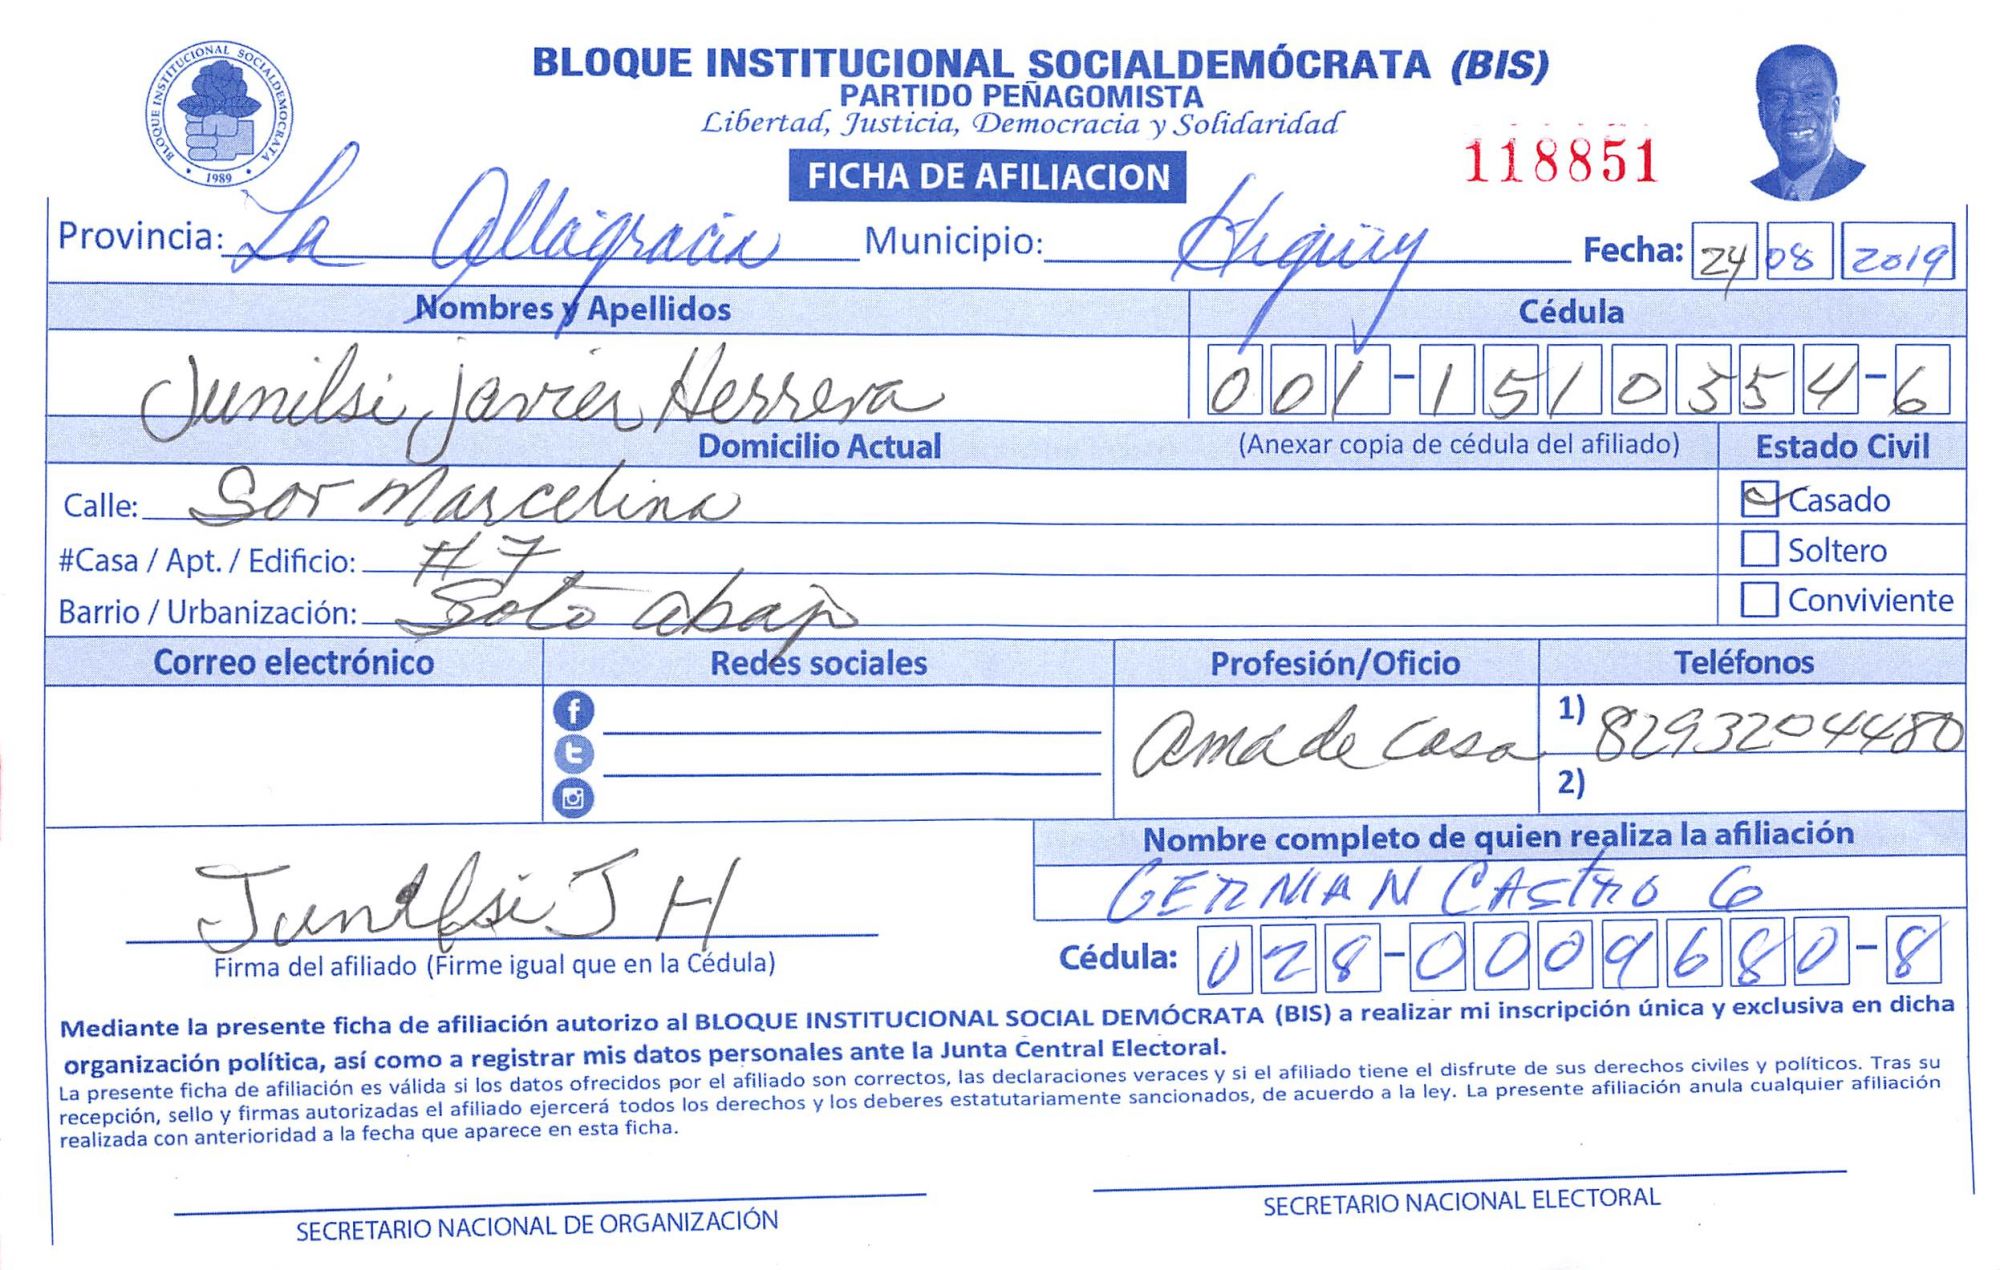 BLOQUE INSTITUCIONAL SOCIALDEMÓCRATA
1989
BLOQUE INSTITUCIONAL SOCIALDEMÓCRATA (BIS)
PARTIDO PEÑAGOMISTA
Libertad, Justicia, Democracia y Solidaridad
118851
FICHA DE AFILIACION
Provincia: La Altagracia Municipio: Higüey Fecha: 24 08 2019
Nombres y Apellidos Cédula
Junilsi Javier Herrera 001-1510554-6
Domicilio Actual (Anexar copia de cédula del afiliado) Estado Civil
Calle: Sor Marcelina Casado
#Casa / Apt. / Edificio: #7 Soltero
Barrio / Urbanización: Soto abajo Conviviente
Correo electrónico Redes sociales Profesión/Oficio Teléfonos
Ama de Casa 1) 8293204480
2)
Nombre completo de quien realiza la afiliación
GERMAN CAStRO G
Junilsi J H
Firma del afiliado (Firme igual que en la Cédula) Cédula: 028-0009680-8
Mediante la presente ficha de afiliación autorizo al BLOQUE INSTITUCIONAL SOCIAL DEMÓCRATA (BIS) a realizar mi inscripción única y exclusiva en dicha
organización política, así como a registrar mis datos personales ante la Junta Central Electoral.
La presente ficha de afiliación es válida si los datos ofrecidos por el afiliado son correctos, las declaraciones veraces y si el afiliado tiene el disfrute de sus derechos civiles y políticos. Tras su
recepción, sello y firmas autorizadas el afiliado ejercerá todos los derechos y los deberes estatutariamente sancionados, de acuerdo a la ley. La presente afiliación anula cualquier afiliación
realizada con anterioridad a la fecha que aparece en esta ficha.
SECRETARIO NACIONAL DE ORGANIZACIÓN SECRETARIO NACIONAL ELECTORAL